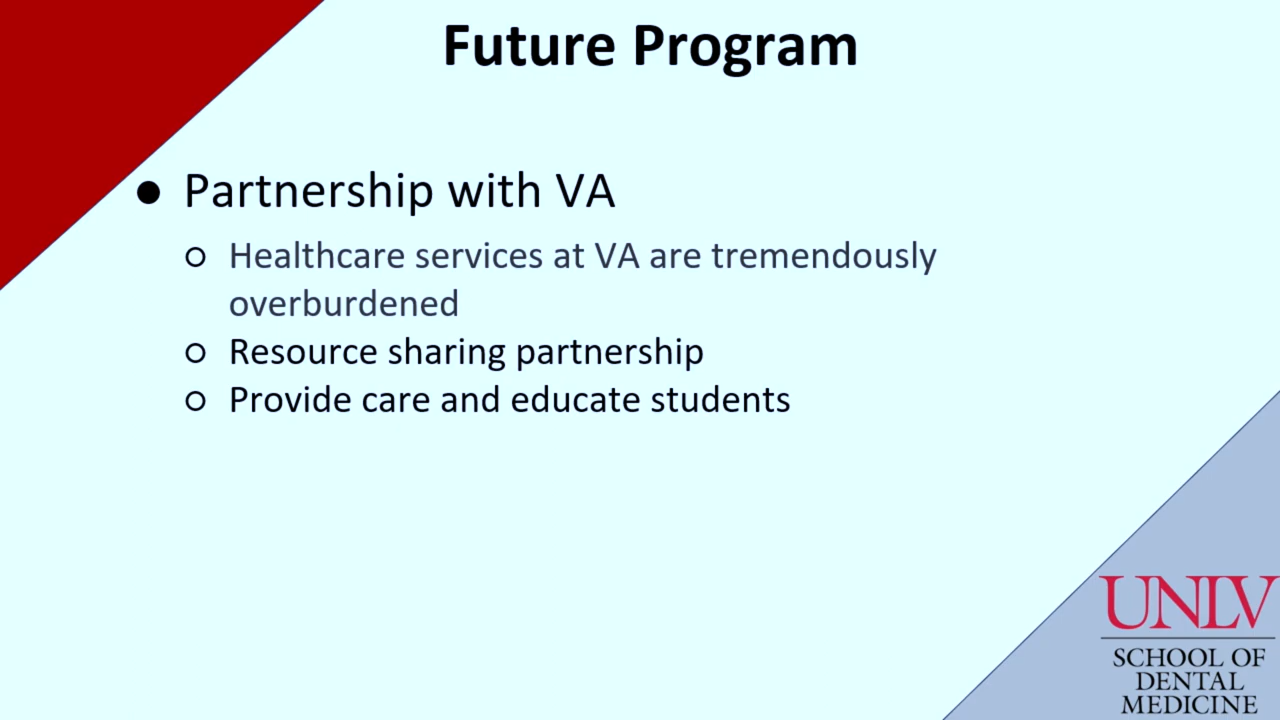 Future Program
● Partnership with VA
○ Healthcare services at VA are tremendously
overburdened
○ Resource sharing partnership
○ Provide care and educate students
UNLV
SCHOOL OF
DENTAL
MEDICINE